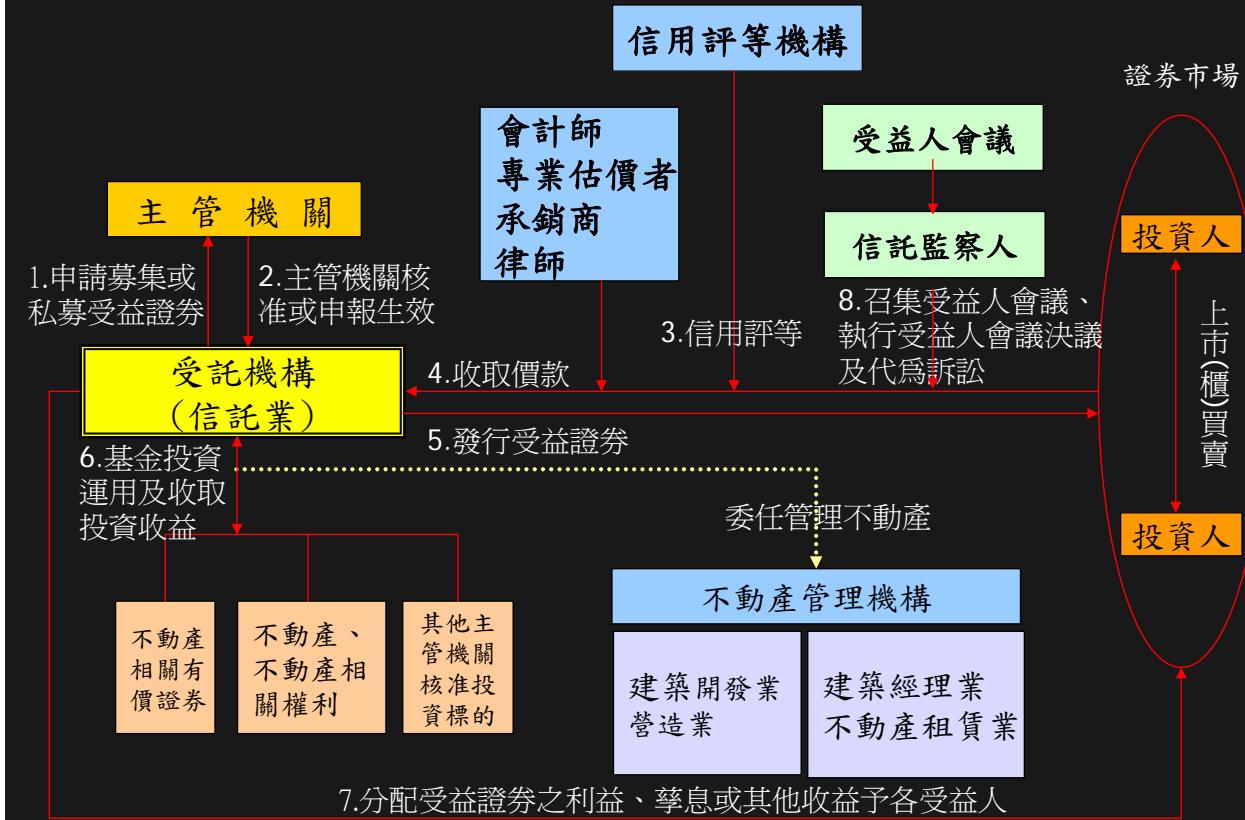 信用評等機構
證券市場
會計師
專業估價者
承銷商
律師
受益人會議
主管機關
信託監察人
投資人
1.申請募集或
私募受益證券
2.主管機關核
准或申報生效
3.信用評等
8.召集受益人會議、
執行受益人會議決議
及代為訴訟
上市(櫃)買賣
受託機構
(信託業)
4.收取價款
5.發行受益證券
6.基金投資
運用及收取
投資收益
委任管理不動產
投資人
不動產管理機構
不動產
相關有
價證券
不動產、
不動產相
關權利
其他主
管機關
核准投
資標的
建築開發業
營造業
建築經理業
不動產租賃業
7.分配受益證券之利益、孳息或其他收益予各受益人